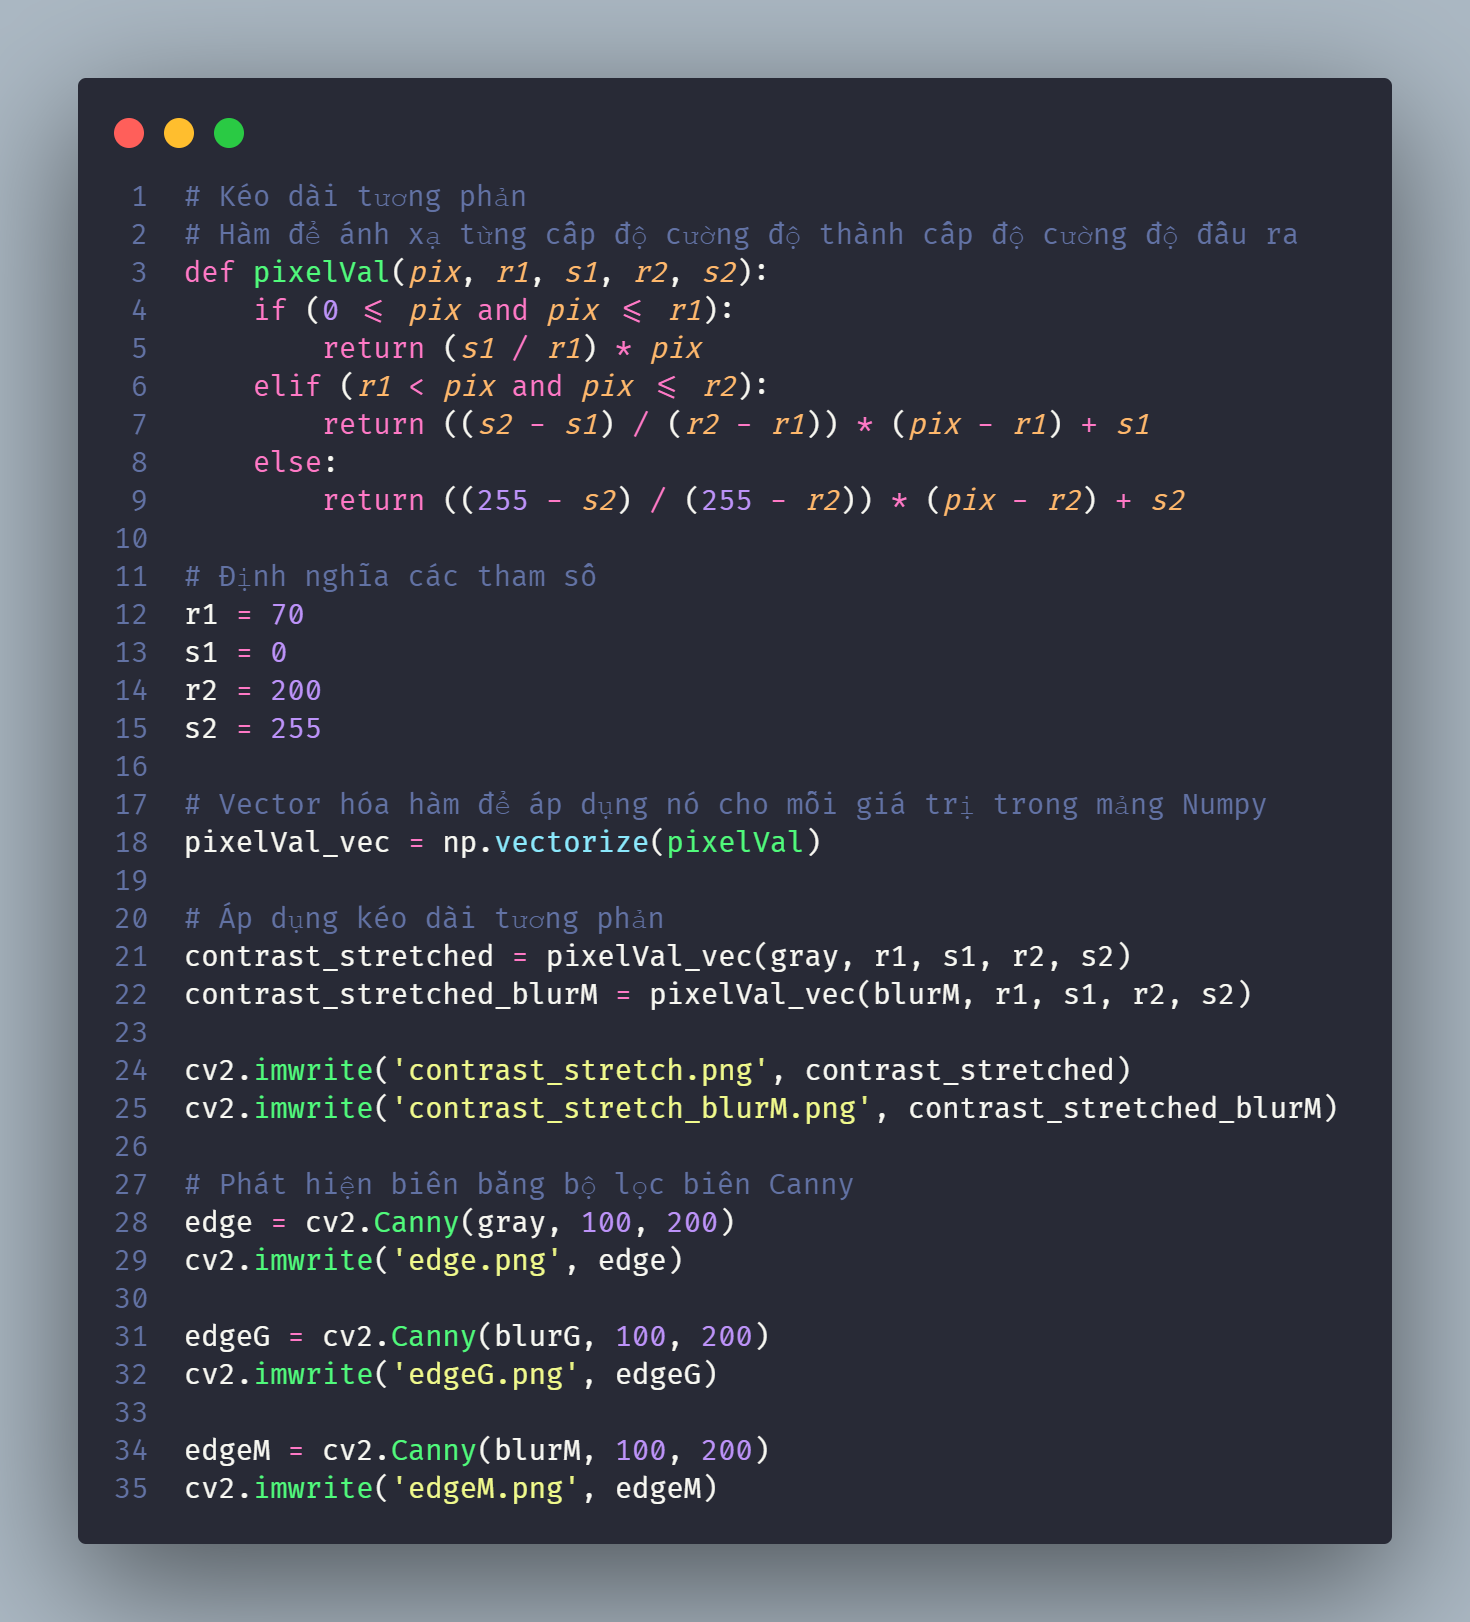 1 # Kéo dài tương phản
2 # Hàm để ánh xạ từng cấp độ cường độ thành cấp độ cường độ đầu ra
3 def pixelVal(pix, r1, s1, r2, s2):
4     if (0 <= pix and pix <= r1):
5         return (s1 / r1) * pix
6     elif (r1 < pix and pix <= r2):
7         return ((s2 - s1) / (r2 - r1)) * (pix - r1) + s1
8     else:
9         return ((255 - s2) / (255 - r2)) * (pix - r2) + s2
10
11 # Định nghĩa các tham số
12 r1 = 70
13 s1 = 0
14 r2 = 200
15 s2 = 255
16
17 # Vector hóa hàm để áp dụng nó cho mỗi giá trị trong mảng Numpy
18 pixelVal_vec = np.vectorize(pixelVal)
19
20 # Áp dụng kéo dài tương phản
21 contrast_stretched = pixelVal_vec(gray, r1, s1, r2, s2)
22 contrast_stretched_blurM = pixelVal_vec(blurM, r1, s1, r2, s2)
23
24 cv2.imwrite('contrast_stretch.png', contrast_stretched)
25 cv2.imwrite('contrast_stretch_blurM.png', contrast_stretched_blurM)
26
27 # Phát hiện biên bằng bộ lọc biên Canny
28 edge = cv2.Canny(gray, 100, 200)
29 cv2.imwrite('edge.png', edge)
30
31 edgeG = cv2.Canny(blurG, 100, 200)
32 cv2.imwrite('edgeG.png', edgeG)
33
34 edgeM = cv2.Canny(blurM, 100, 200)
35 cv2.imwrite('edgeM.png', edgeM)